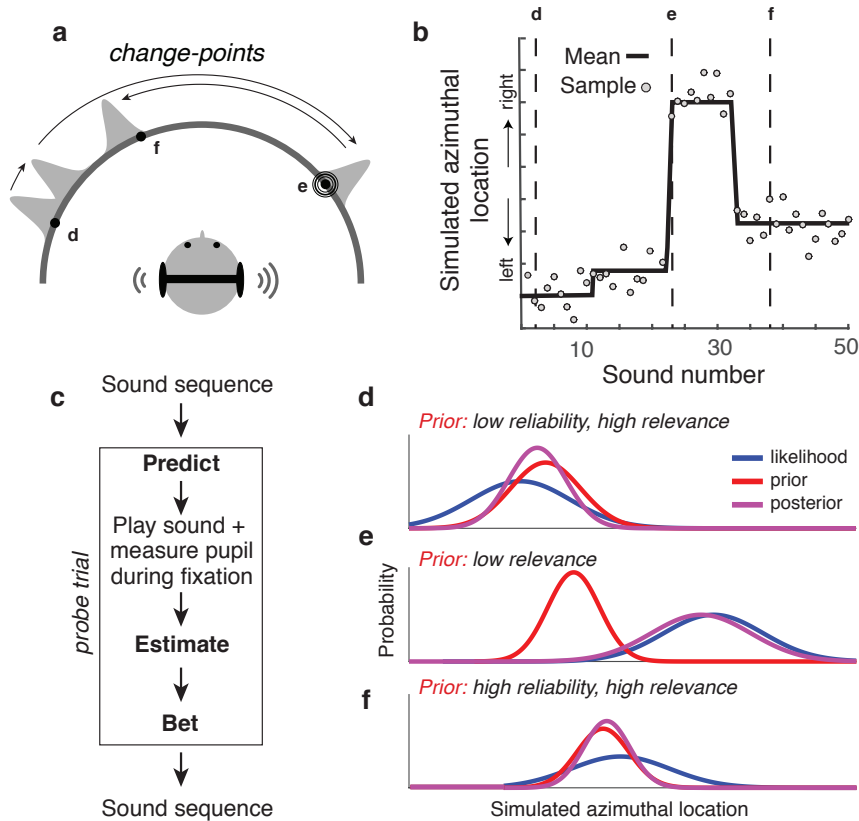 a
change-points
d
f
e
b
d
e
f
Mean
Sample
Simulated azimuthal
location
left
right
10
30
50
Sound number
c
Sound sequence
probe trial
Predict
Play sound +
measure pupil
during fixation
Estimate
Bet
Sound sequence
d
Prior: low reliability, high relevance
likelihood
prior
posterior
e
Prior: low relevance
Probability
f
Prior: high reliability, high relevance
Simulated azimuthal location